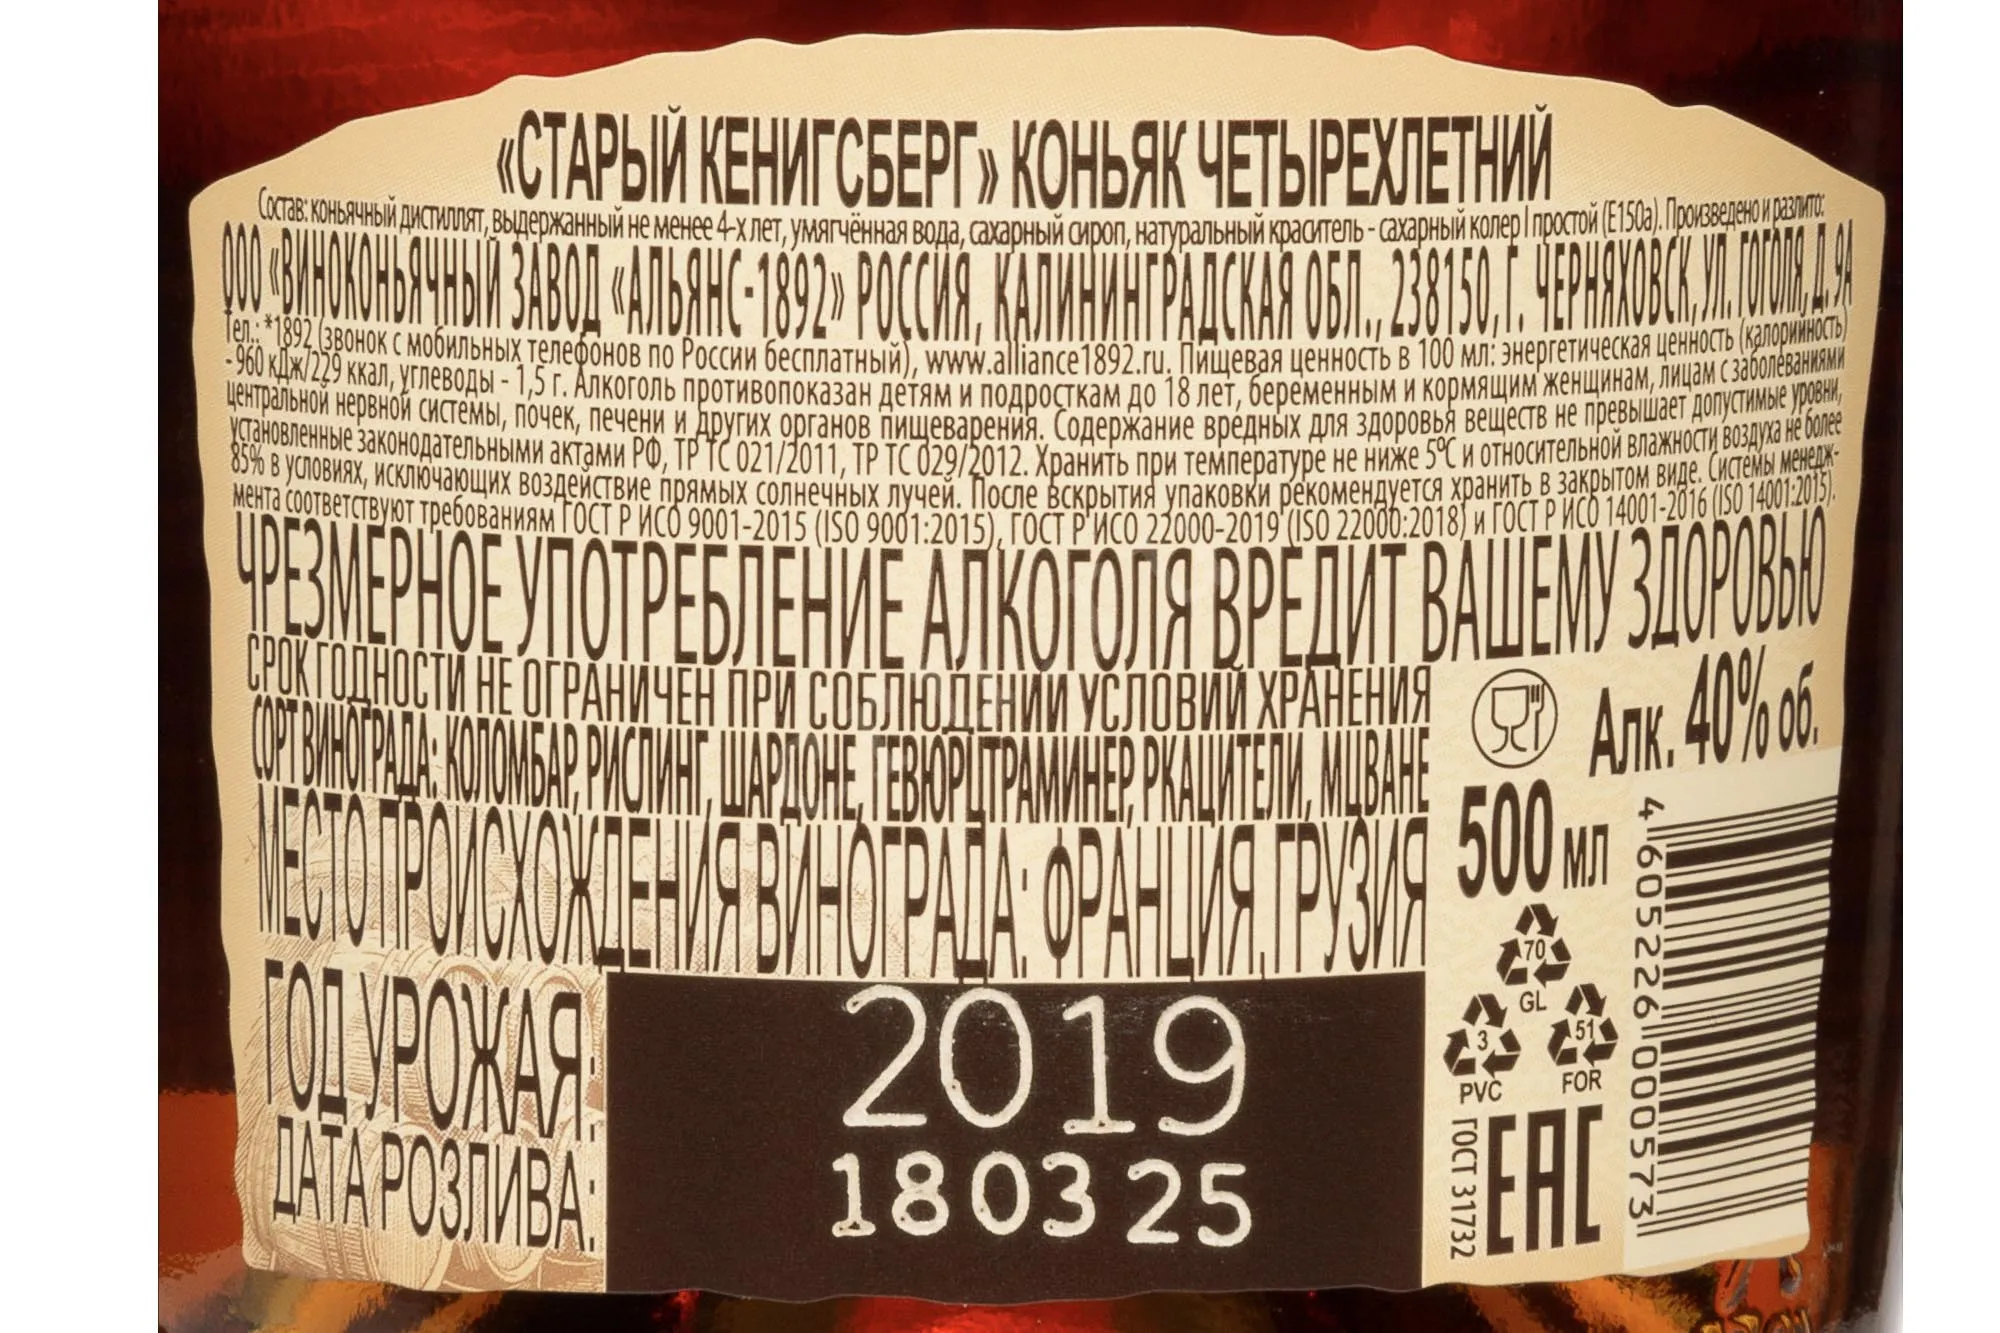 «СТАРЫЙ КЕНИГСБЕРГ» КОНЬЯК ЧЕТЫРЕХЛЕТНИЙ
Состав: коньячный дистиллят, выдержанный не менее 4-х лет, умягчённая вода, сахарный сироп, натуральный краситель - сахарный колер I простой (Е150а). Произведено и разлито:
ООО «ВИНОКОНЬЯЧНЫЙ ЗАВОД «АЛЬЯНС-1892» РОССИЯ, КАЛИНИНГРАДСКАЯ ОБЛ., 238150, Г. ЧЕРНЯХОВСК, УЛ. ГОГОЛЯ, Д. 9А
Тел.: *1892 (звонок с мобильных телефонов по России бесплатный), www.alliance1892.ru. Пищевая ценность в 100 мл: энергетическая ценность (калорийность)
- 960 кДж/229 ккал, углеводы - 1,5 г. Алкоголь противопоказан детям и подросткам до 18 лет, беременным и кормящим женщинам, лицам с заболеваниями
центральной нервной системы, почек, печени и других органов пищеварения. Содержание вредных для здоровья веществ не превышает допустимые уровни,
установленные законодательными актами РФ, ТР ТС 021/2011, ТР ТС 029/2012. Хранить при температуре не ниже 5°С и относительной влажности воздуха не более
85% в условиях, исключающих воздействие прямых солнечных лучей. После вскрытия упаковки рекомендуется хранить в закрытом виде. Системы менедж-
мента соответствуют требованиям ГОСТ Р ИСО 9001-2015 (ISO 9001:2015), ГОСТ Р ИСО 22000-2019 (ISO 22000:2018) и ГОСТ Р ИСО 14001-2016 (ISO 14001:2015).
ЧРЕЗМЕРНОЕ УПОТРЕБЛЕНИЕ АЛКОГОЛЯ ВРЕДИТ ВАШЕМУ ЗДОРОВЬЮ
СРОК ГОДНОСТИ НЕ ОГРАНИЧЕН ПРИ СОБЛЮДЕНИИ УСЛОВИЙ ХРАНЕНИЯ
СОРТ ВИНОГРАДА: КОЛОМБАР, РИСЛИНГ, ШАРДОНЕ, ГЕВЮРЦТРАМИНЕР, РКАЦИТЕЛИ, МЦВАНЕ
МЕСТО ПРОИСХОЖДЕНИЯ ВИНОГРАДА: ФРАНЦИЯ, ГРУЗИЯ
ГОД УРОЖАЯ: 2019
ДАТА РОЗЛИВА: 18 03 25
Алк. 40% об.
500 мл
70
GL
3
PVC
51
FOR
ГОСТ 31732
EAC
4 605226 000573